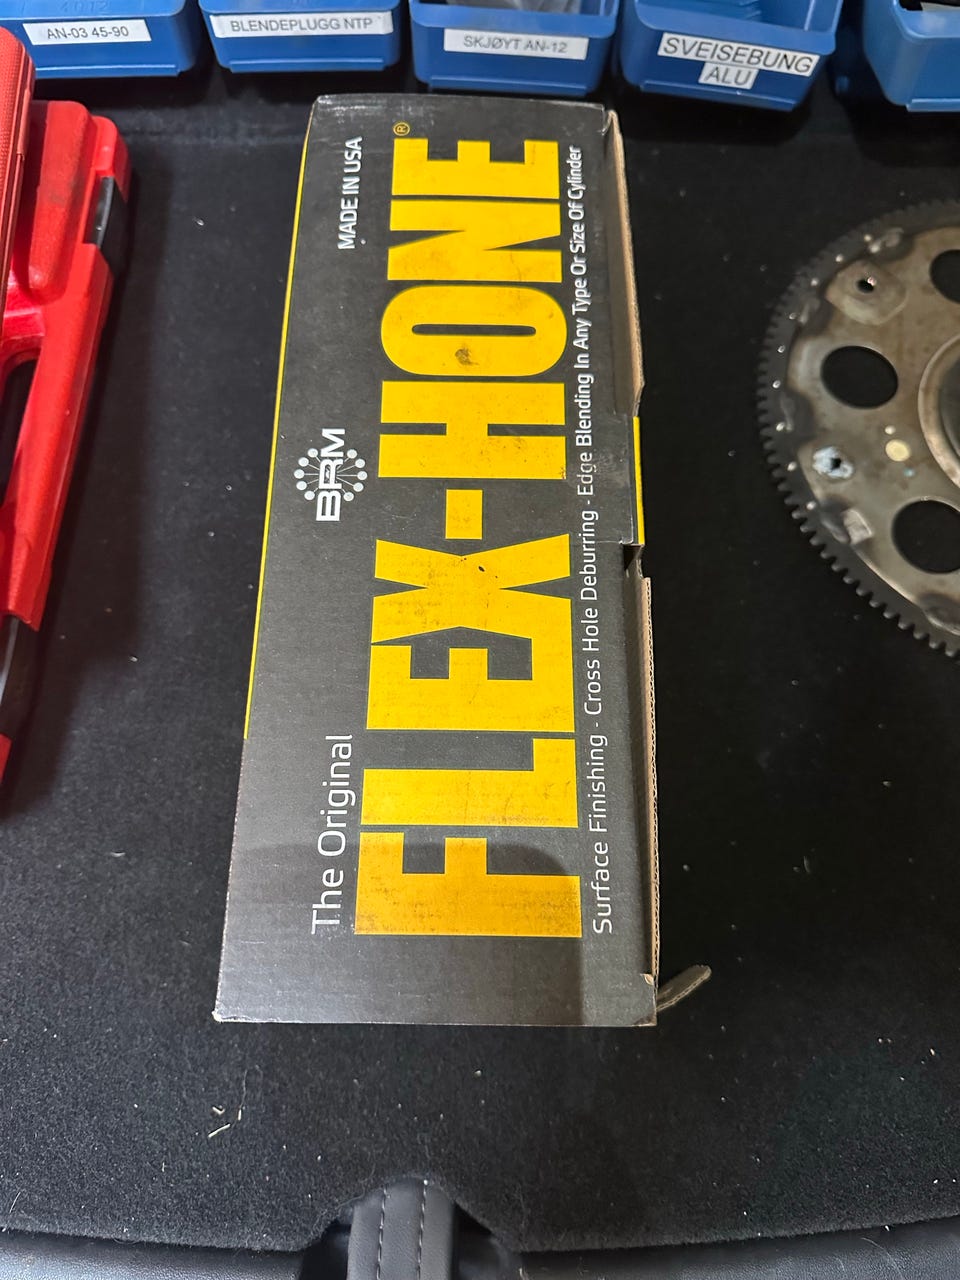 AN-03 45-90
BLENDEPLUGG NTP
SKJØYT AN-12
SVEISEBUNG
ALU
The Original
BRM
MADE IN USA
FLEX-HONE®
Surface Finishing - Cross Hole Deburring - Edge Blending In Any Type Or Size Of Cylinder